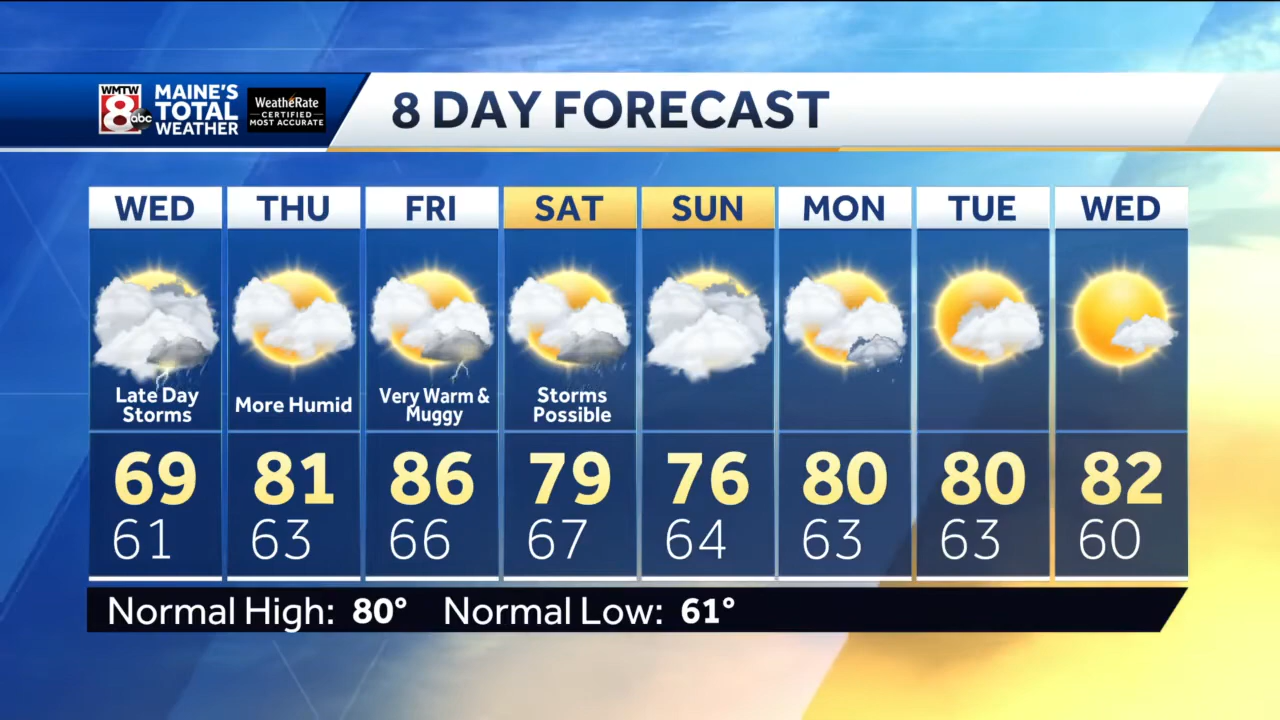 WMTW
8
abc
MAINE'S
TOTAL
WEATHER
WeatheRate
CERTIFIED
MOST ACCURATE
8 DAY FORECAST
WED THU FRI SAT SUN MON TUE WED
Late Day
Storms
More Humid
Very Warm &
Muggy
Storms
Possible
69 81 86 79 76 80 80 82
61 63 66 67 64 63 63 60
Normal High: 80° Normal Low: 61°